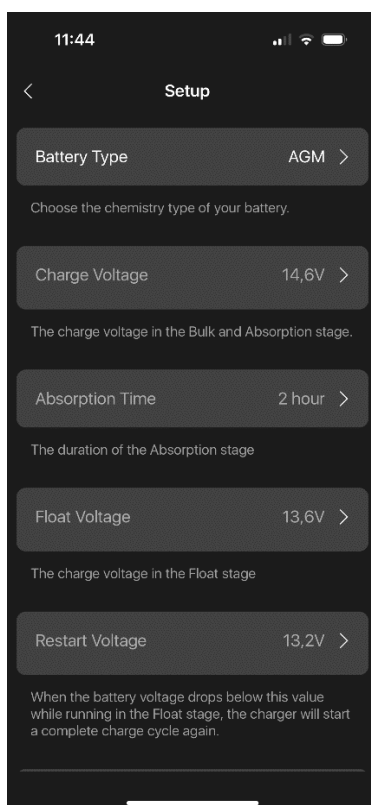 11:44
Setup
Battery Type AGM
Choose the chemistry type of your battery.
Charge Voltage 14,6V
The charge voltage in the Bulk and Absorption stage.
Absorption Time 2 hour
The duration of the Absorption stage
Float Voltage 13,6V
The charge voltage in the Float stage
Restart Voltage 13,2V
When the battery voltage drops below this value
while running in the Float stage, the charger will start
a complete charge cycle again.